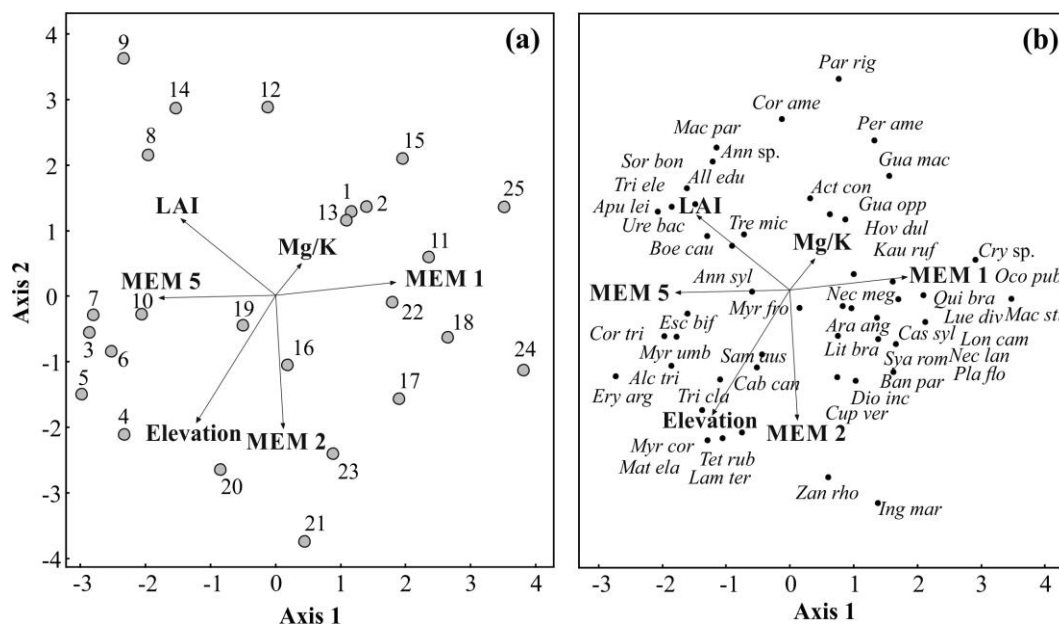 (a)
4
3
2
1
0
-1
-2
-3
-4
Axis 2
9
14
12
8
15
25
1
2
13
LAI
Mg/K
11
MEM 5
MEM 1
7
10
19
22
3
6
18
16
24
5
17
4
Elevation
MEM 2
23
20
21
-3 -2 -1 0 1 2 3 4
Axis 1
(b)
Par rig
Cor ame
Mac par
Per ame
Ann sp.
Sor bon
Gua mac
Tri ele
All edu
Act con
Apu lei
LAI
Gua opp
Ure bac
Tre mic
Hov dul
Boe cau
Mg/K
Kau ruf
Cry sp.
Ann syl
MEM 1
Oco pub
MEM 5
Myr fro
Nec meg
Qui bra
Mac sti
Esc bif
Ara ang
Lue div
Cor tri
Cas syl
Lon cam
Myr umb
Sam aus
Lit bra
Sya rom
Nec lan
Alc tri
Cab can
Ban par
Pla flo
Ery arg
Tri cla
Dio inc
Cup ver
Elevation
MEM 2
Myr cor
Mat ela
Tet rub
Lam ter
Zan rho
Ing mar
-3 -2 -1 0 1 2 3 4
Axis 1